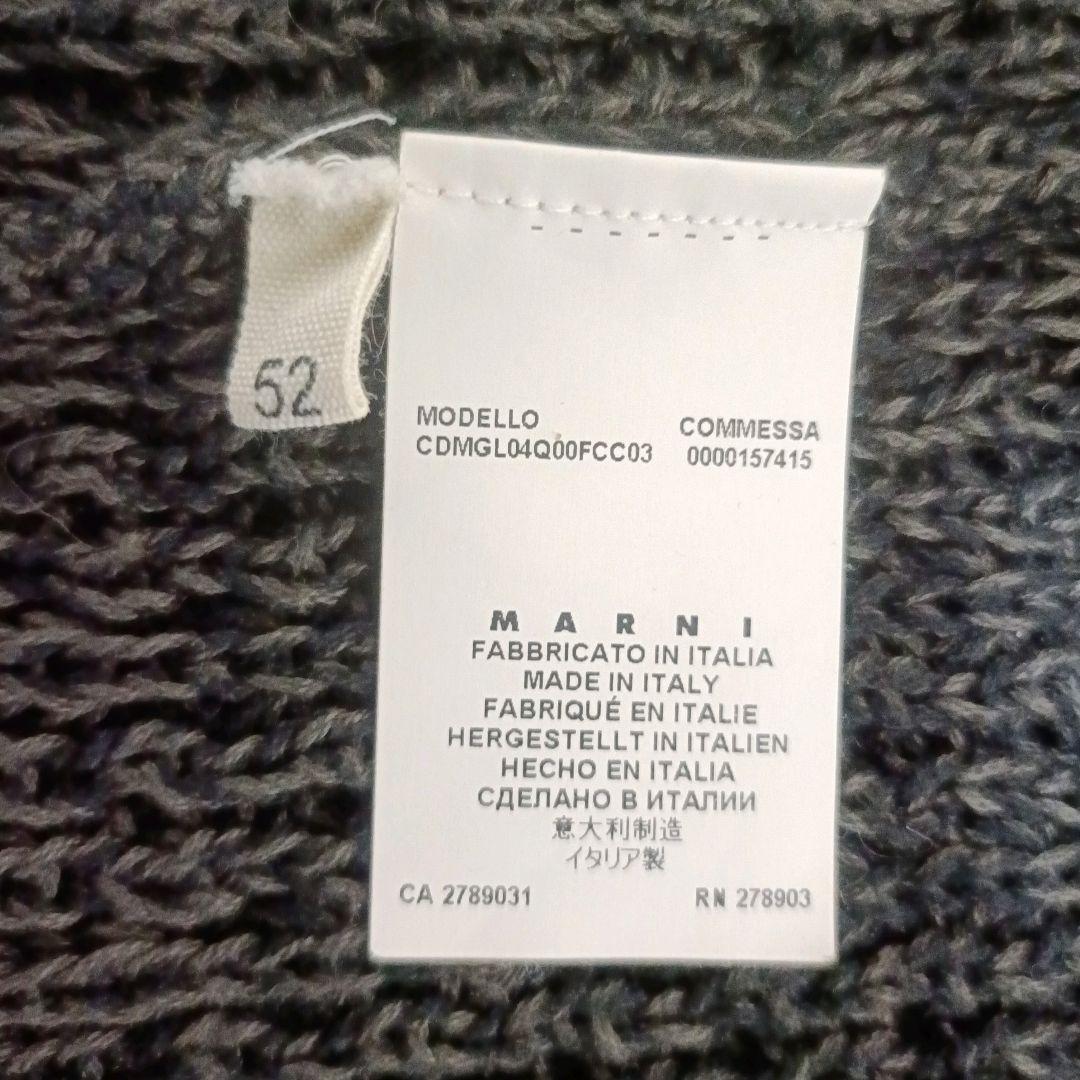 52
MODELLO
CDMGL04Q00FCC03
COMMESSA
0000157415
MARNI
FABBRICATO IN ITALIA
MADE IN ITALY
FABRIQUÉ EN ITALIE
HERGESTELLT IN ITALIEN
HECHO EN ITALIA
СДЕЛАНО В ИТАЛИИ
意大利制造
イタリア製
CA 2789031
RN 278903